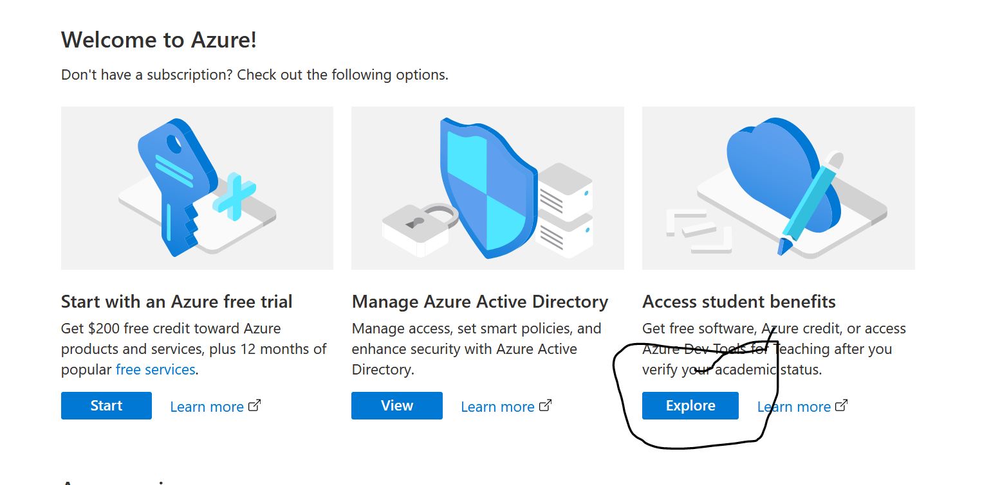 Welcome to Azure!
Don't have a subscription? Check out the following options.
Start with an Azure free trial
Get $200 free credit toward Azure
products and services, plus 12 months of
popular free services.
Start
Learn more
Manage Azure Active Directory
Manage access, set smart policies, and
enhance security with Azure Active
Directory.
View
Learn more
Access student benefits
Get free software, Azure credit, or access
Azure Dev Tools for Teaching after you
verify your academic status.
Explore
Learn more